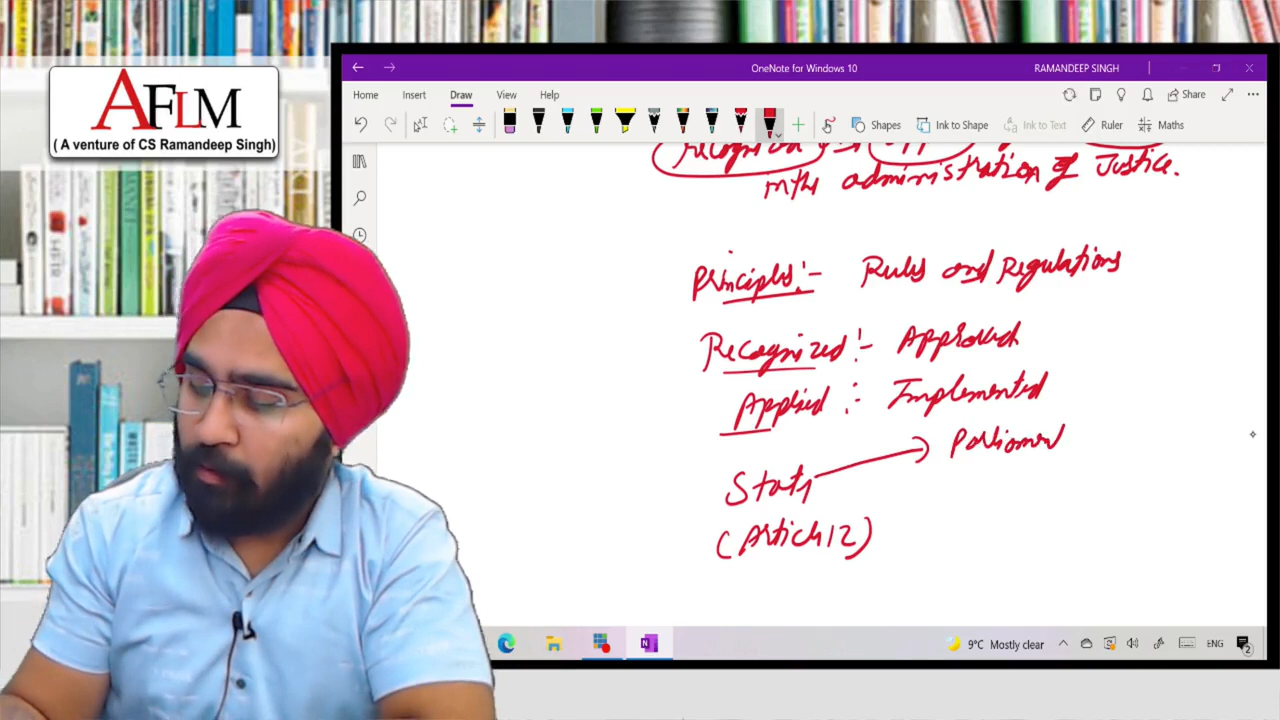 AFLM
( A venture of CS Ramandeep Singh)
OneNote for Windows 10
RAMANDEEP SINGH
Home Insert Draw View Help
Share
Shapes Ink to Shape Ink to Text Ruler Maths
in the administration of Justice.
Principles :- Rules and Regulations
Recognized :- Approved
Applied :- Implemented
State → Parliament
(Article 12)
9°C Mostly clear ENG
2